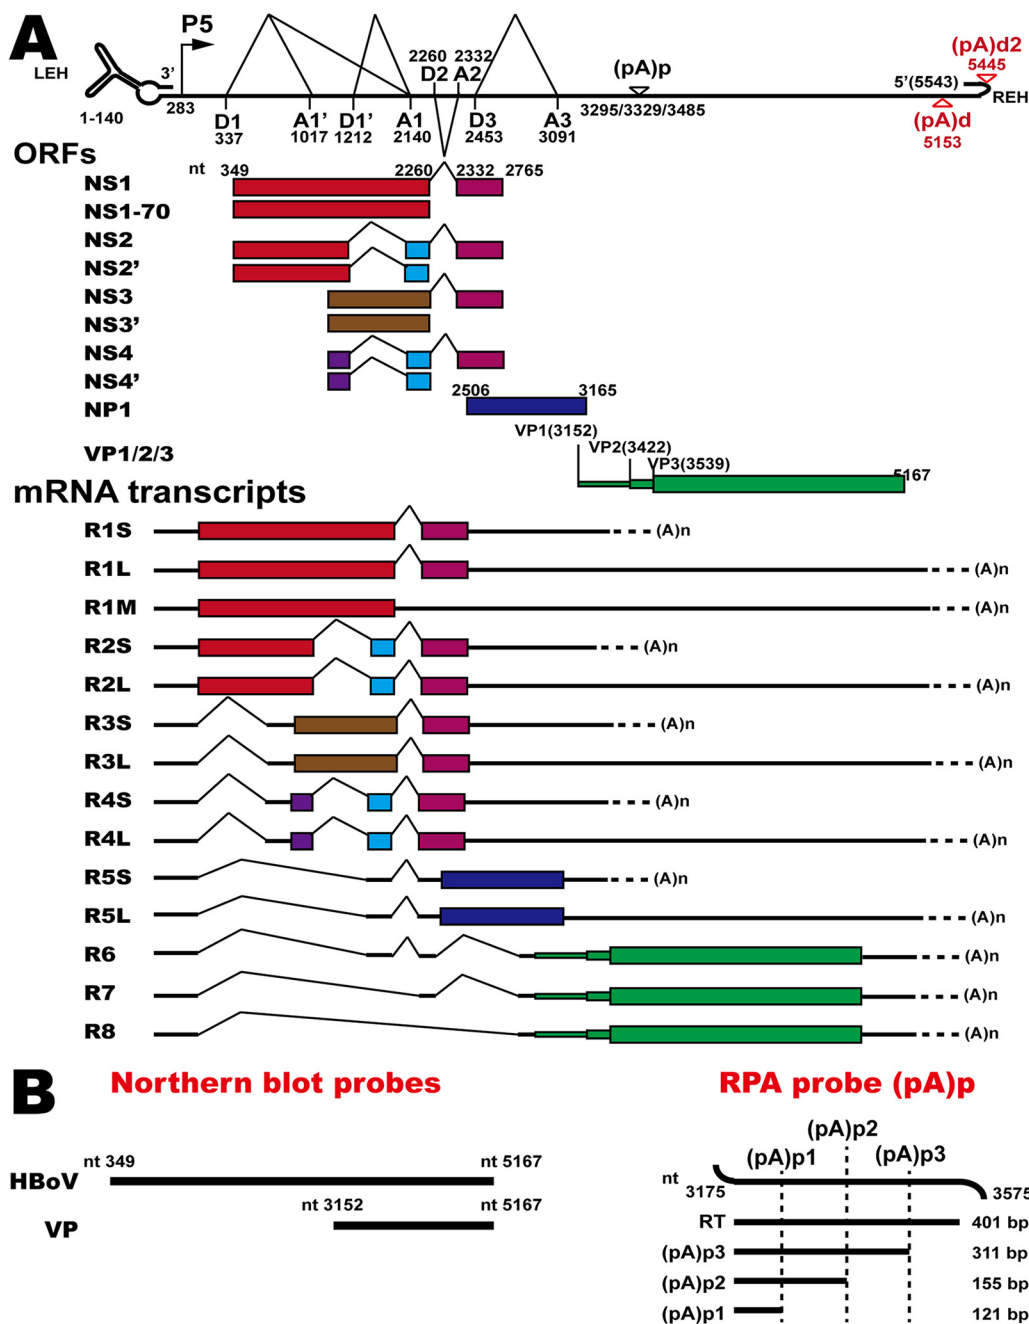 A
P5
LEH
3'
1-140
283
D1
337
A1'
1017
D1'
1212
A1
2140
2260
D2
2332
A2
D3
2453
A3
3091
(pA)p
3295/3329/3485
5'(5543)
(pA)d2
5445
REH
(pA)d
5153
ORFs
nt 349 2260 2332 2765
NS1
NS1-70
NS2
NS2'
NS3
NS3'
NS4
NS4'
2506 3165
NP1
VP1(3152)
VP2(3422)
VP1/2/3
VP3(3539)
5167
mRNA transcripts
R1S (A)n
R1L (A)n
R1M (A)n
R2S (A)n
R2L (A)n
R3S (A)n
R3L (A)n
R4S (A)n
R4L (A)n
R5S (A)n
R5L (A)n
R6 (A)n
R7 (A)n
R8 (A)n
B
Northern blot probes
nt 349 nt 5167
HBoV
nt 3152 nt 5167
VP
RPA probe (pA)p
(pA)p2
(pA)p1 (pA)p3
nt
3175 3575
RT 401 bp
(pA)p3 311 bp
(pA)p2 155 bp
(pA)p1 121 bp